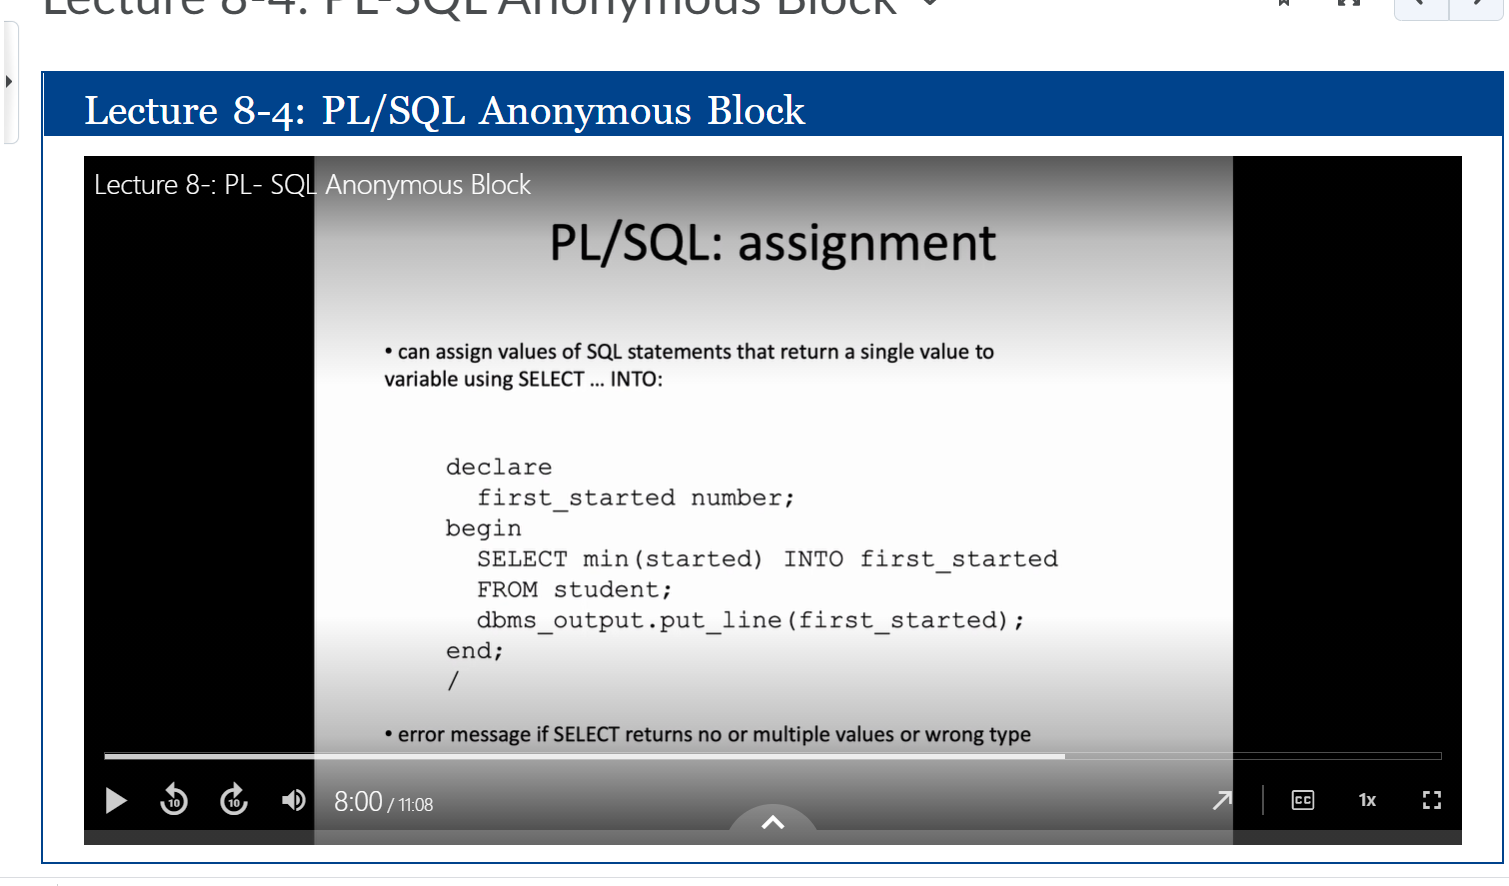 Lecture 8-4: PL-SQL Anonymous Block
Lecture 8-4: PL/SQL Anonymous Block
Lecture 8-: PL- SQL Anonymous Block
PL/SQL: assignment
• can assign values of SQL statements that return a single value to
variable using SELECT ... INTO:
declare
first_started number;
begin
SELECT min(started) INTO first_started
FROM student;
dbms_output.put_line(first_started);
end;
/
• error message if SELECT returns no or multiple values or wrong type
10 10 8:00 / 11:08 CC 1x